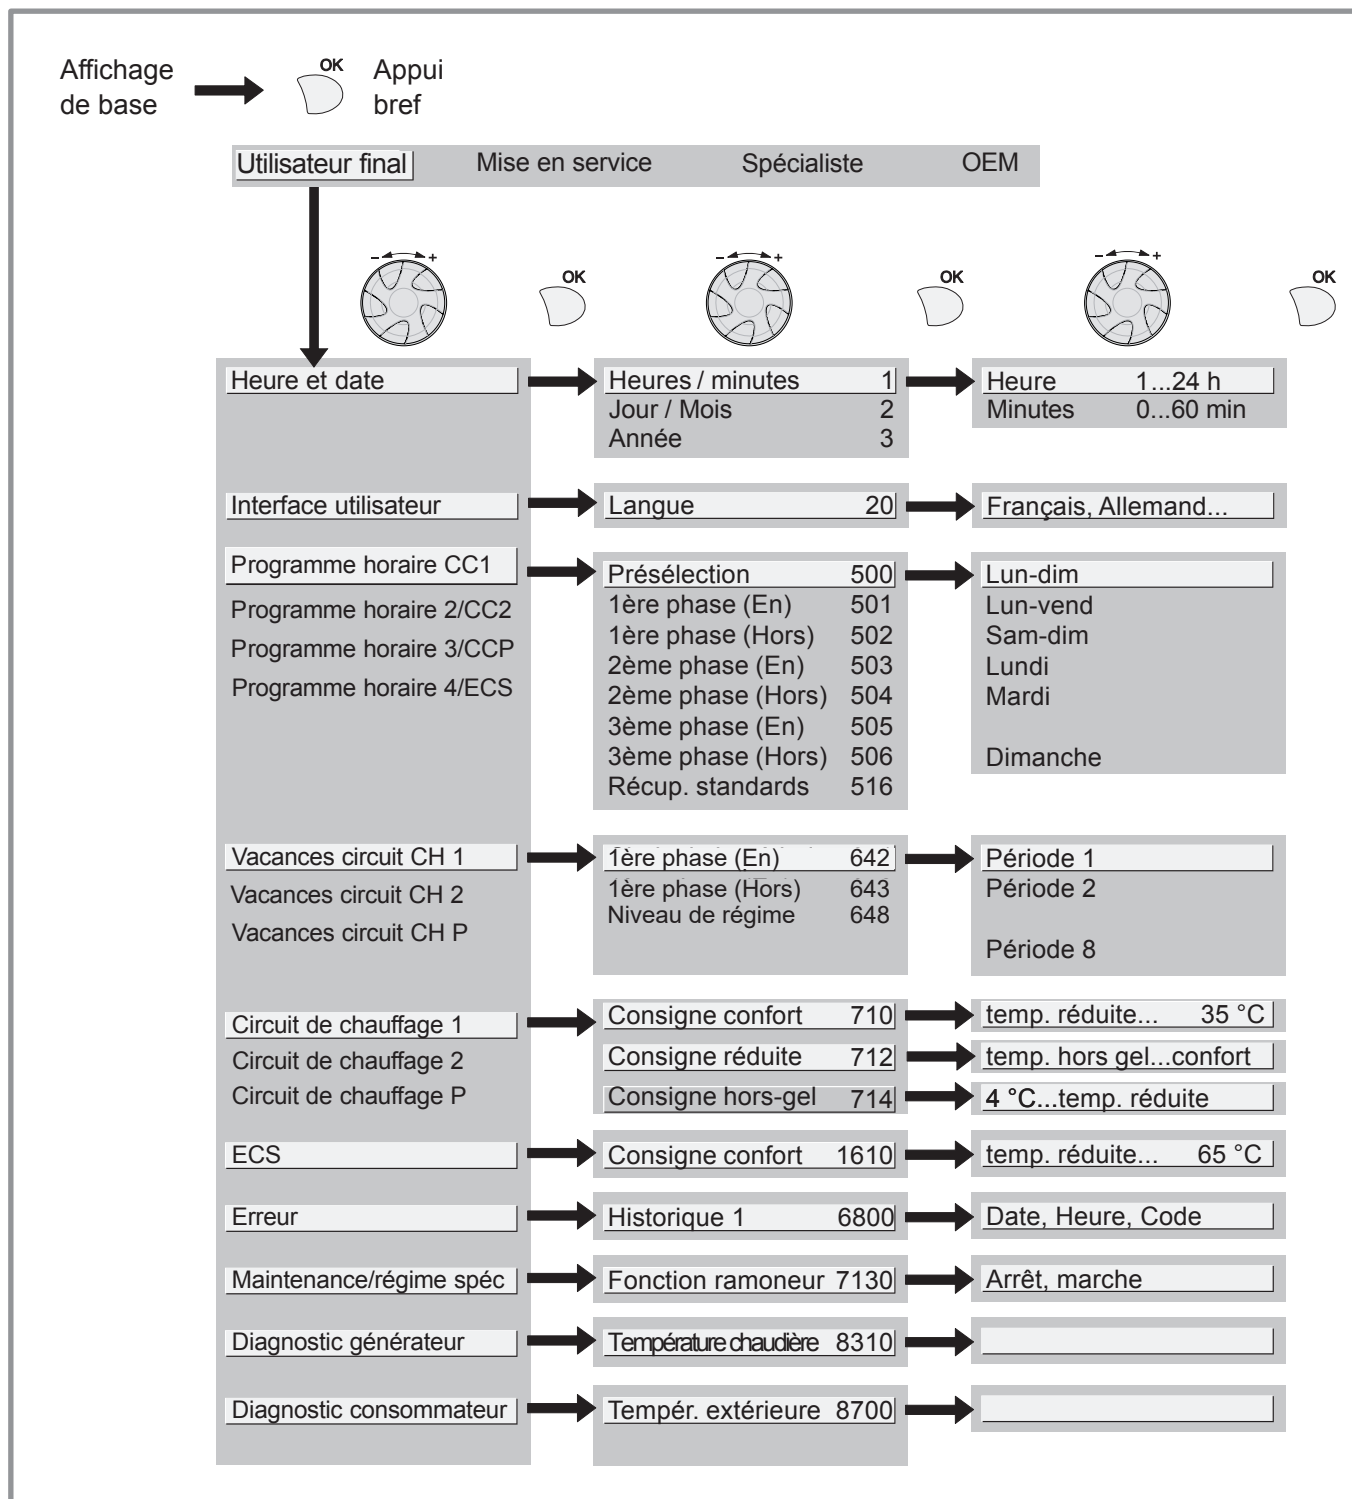 Affichage de base
OK
Appui bref
Utilisateur final Mise en service Spécialiste OEM
- +
OK
- +
OK
- +
OK
Heure et date
Heures / minutes 1
Jour / Mois 2
Année 3
Heure 1...24 h
Minutes 0...60 min
Interface utilisateur
Langue 20
Français, Allemand...
Programme horaire CC1
Programme horaire 2/CC2
Programme horaire 3/CCP
Programme horaire 4/ECS
Présélection 500
1ère phase (En) 501
1ère phase (Hors) 502
2ème phase (En) 503
2ème phase (Hors) 504
3ème phase (En) 505
3ème phase (Hors) 506
Récup. standards 516
Lun-dim
Lun-vend
Sam-dim
Lundi
Mardi
Dimanche
Vacances circuit CH 1
Vacances circuit CH 2
Vacances circuit CH P
1ère phase (En) 642
1ère phase (Hors) 643
Niveau de régime 648
Période 1
Période 2
Période 8
Circuit de chauffage 1
Circuit de chauffage 2
Circuit de chauffage P
Consigne confort 710
temp. réduite... 35 °C
Consigne réduite 712
temp. hors gel...confort
Consigne hors-gel 714
4 °C...temp. réduite
ECS
Consigne confort 1610
temp. réduite... 65 °C
Erreur
Historique 1 6800
Date, Heure, Code
Maintenance/régime spéc
Fonction ramoneur 7130
Arrêt, marche
Diagnostic générateur
Température chaudière 8310
Diagnostic consommateur
Tempér. extérieure 8700